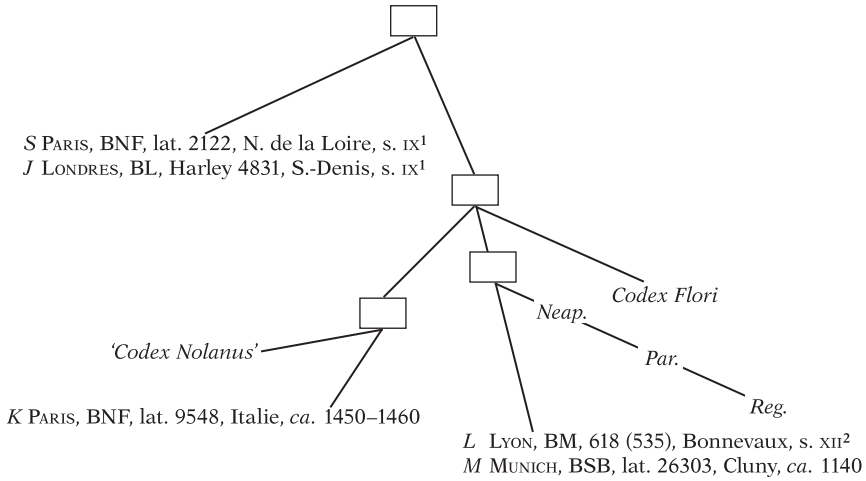 S PARIS, BNF, lat. 2122, N. de la Loire, s. IX¹
J LONDRES, BL, Harley 4831, S.-Denis, s. IX¹
Codex Flori
Neap.
‘Codex Nolanus’
Par.
Reg.
K PARIS, BNF, lat. 9548, Italie, ca. 1450–1460
L LYON, BM, 618 (535), Bonnevaux, s. XII²
M MUNICH, BSB, lat. 26303, Cluny, ca. 1140